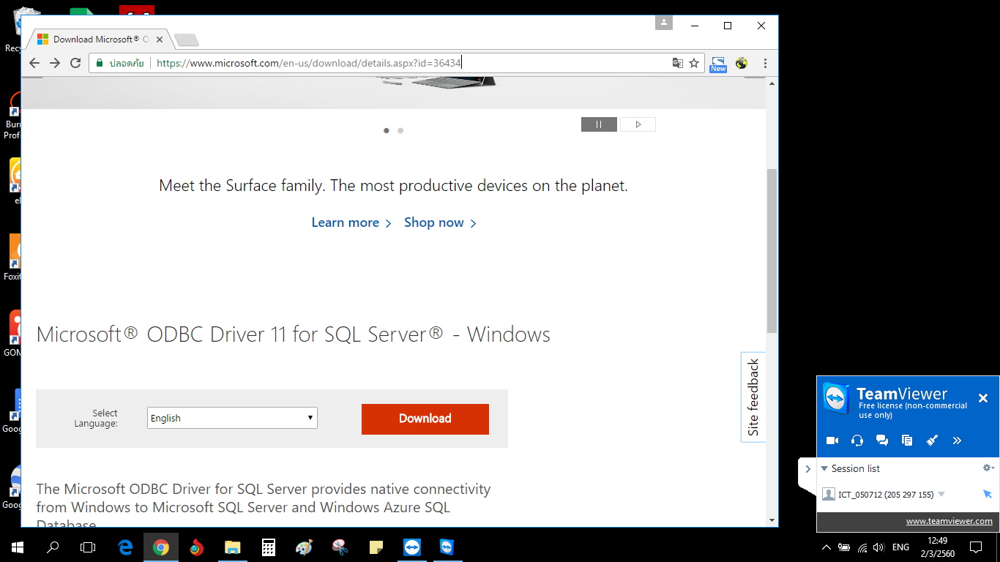 Recy
Download Microsoft® O
ปลอดภัย
https://www.microsoft.com/en-us/download/details.aspx?id=36434
New
Burn
Prof
Meet the Surface family. The most productive devices on the planet.
Learn more
Shop now
Foxit
Microsoft® ODBC Driver 11 for SQL Server® - Windows
GOM
Site feedback
Select
Language:
English
Download
Goog
The Microsoft ODBC Driver for SQL Server provides native connectivity
from Windows to Microsoft SQL Server and Windows Azure SQL
Database
Goog
TeamViewer
Free license (non-commercial
use only)
Session list
ICT_050712 (205 297 155)
www.teamviewer.com
ENG
12:49
2/3/2560